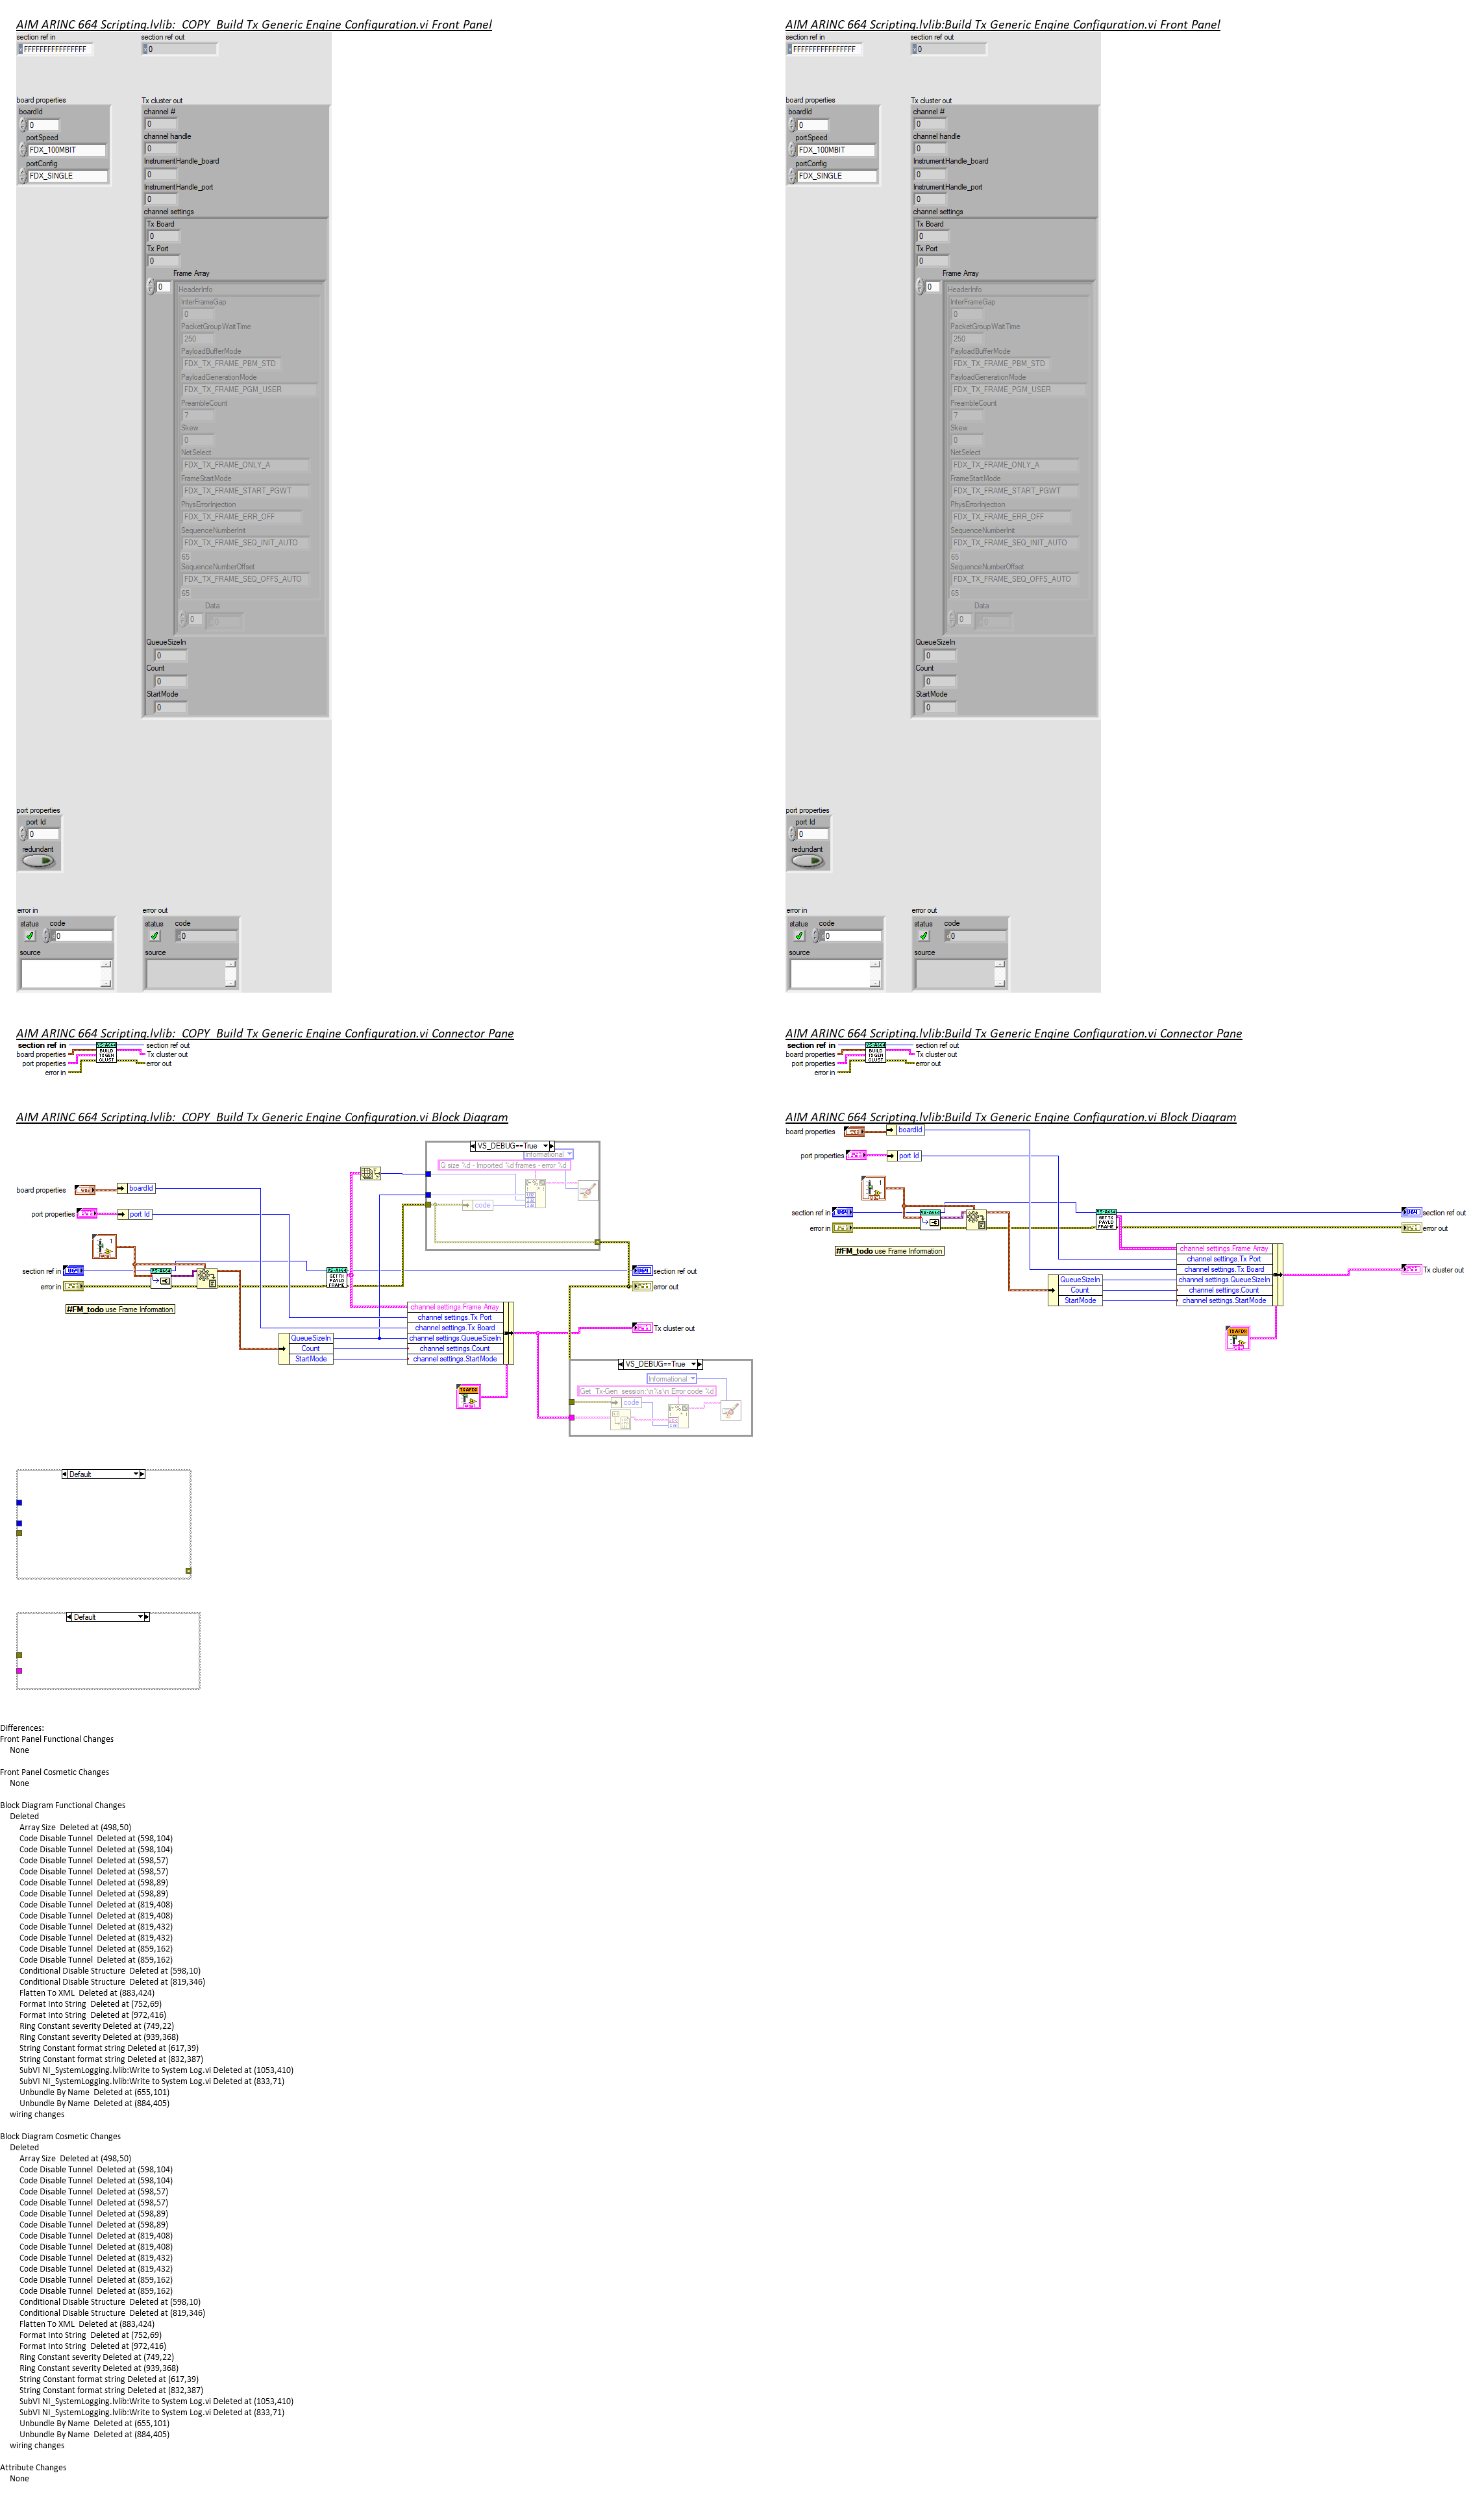 AIM ARINC 664 Scripting.lvlib:_COPY_Build Tx Generic Engine Configuration.vi Front Panel
section ref in
section ref out
FFFFFFFFFFFFFFFF
0
board properties
Tx cluster out
boardId
0
portSpeed
FDX_100MBIT
portConfig
FDX_SINGLE
channel #
0
channel handle
0
InstrumentHandle_board
0
InstrumentHandle_port
0
channel settings
Tx Board
0
Tx Port
0
Frame Array
0
HeaderInfo
InterFrameGap
0
PacketGroupWaitTime
250
PayloadBufferMode
FDX_TX_FRAME_PBM_STD
PayloadGenerationMode
FDX_TX_FRAME_PGM_USER
PreambleCount
7
Skew
0
NetSelect
FDX_TX_FRAME_ONLY_A
FrameStartMode
FDX_TX_FRAME_START_PGWT
PhysErrorInjection
FDX_TX_FRAME_ERR_OFF
SequenceNumberInit
FDX_TX_FRAME_SEQ_INIT_AUTO
65
SequenceNumberOffset
FDX_TX_FRAME_SEQ_OFFS_AUTO
65
Data
0
0
QueueSizeIn
0
Count
0
StartMode
0
port properties
port Id
0
redundant
error in
error out
status code
0
source
status code
0
source
AIM ARINC 664 Scripting.lvlib:Build Tx Generic Engine Configuration.vi Front Panel
section ref in
section ref out
FFFFFFFFFFFFFFFF
0
board properties
Tx cluster out
boardId
0
portSpeed
FDX_100MBIT
portConfig
FDX_SINGLE
channel #
0
channel handle
0
InstrumentHandle_board
0
InstrumentHandle_port
0
channel settings
Tx Board
0
Tx Port
0
Frame Array
0
HeaderInfo
InterFrameGap
0
PacketGroupWaitTime
250
PayloadBufferMode
FDX_TX_FRAME_PBM_STD
PayloadGenerationMode
FDX_TX_FRAME_PGM_USER
PreambleCount
7
Skew
0
NetSelect
FDX_TX_FRAME_ONLY_A
FrameStartMode
FDX_TX_FRAME_START_PGWT
PhysErrorInjection
FDX_TX_FRAME_ERR_OFF
SequenceNumberInit
FDX_TX_FRAME_SEQ_INIT_AUTO
65
SequenceNumberOffset
FDX_TX_FRAME_SEQ_OFFS_AUTO
65
Data
0
0
QueueSizeIn
0
Count
0
StartMode
0
port properties
port Id
0
redundant
error in
error out
status code
0
source
status code
0
source
AIM ARINC 664 Scripting.lvlib:_COPY_Build Tx Generic Engine Configuration.vi Connector Pane
section ref in
board properties
port properties
error in
BUILD
TX GEN
CLUST
section ref out
Tx cluster out
error out
AIM ARINC 664 Scripting.lvlib:Build Tx Generic Engine Configuration.vi Connector Pane
section ref in
board properties
port properties
error in
BUILD
TX GEN
CLUST
section ref out
Tx cluster out
error out
AIM ARINC 664 Scripting.lvlib:_COPY_Build Tx Generic Engine Configuration.vi Block Diagram
VS_DEBUG==True
Informational
Q size %d - Imported %d frames - error %d
code
board properties
boardId
port properties
port Id
section ref in
error in
GET TX
PAYLD
FRAME
section ref out
error out
#FM_todo use Frame Information
channel settings.Frame Array
channel settings.Tx Port
channel settings.Tx Board
channel settings.QueueSizeIn
channel settings.Count
channel settings.StartMode
QueueSizeIn
Count
StartMode
Tx cluster out
VS_DEBUG==True
Informational
Get Tx-Gen session \n%s\n Error code %d
code
Default
Default
AIM ARINC 664 Scripting.lvlib:Build Tx Generic Engine Configuration.vi Block Diagram
board properties
boardId
port properties
port Id
section ref in
error in
GET TX
PAYLD
FRAME
section ref out
error out
#FM_todo use Frame Information
channel settings.Frame Array
channel settings.Tx Port
channel settings.Tx Board
channel settings.QueueSizeIn
channel settings.Count
channel settings.StartMode
QueueSizeIn
Count
StartMode
Tx cluster out
Differences:
Front Panel Functional Changes
None
Front Panel Cosmetic Changes
None
Block Diagram Functional Changes
Deleted
Array Size Deleted at (498,50)
Code Disable Tunnel Deleted at (598,104)
Code Disable Tunnel Deleted at (598,104)
Code Disable Tunnel Deleted at (598,57)
Code Disable Tunnel Deleted at (598,57)
Code Disable Tunnel Deleted at (598,89)
Code Disable Tunnel Deleted at (598,89)
Code Disable Tunnel Deleted at (819,408)
Code Disable Tunnel Deleted at (819,408)
Code Disable Tunnel Deleted at (819,432)
Code Disable Tunnel Deleted at (819,432)
Code Disable Tunnel Deleted at (859,162)
Code Disable Tunnel Deleted at (859,162)
Conditional Disable Structure Deleted at (598,10)
Conditional Disable Structure Deleted at (819,346)
Flatten To XML Deleted at (883,424)
Format Into String Deleted at (752,69)
Format Into String Deleted at (972,416)
Ring Constant severity Deleted at (749,22)
Ring Constant severity Deleted at (939,368)
String Constant format string Deleted at (617,39)
String Constant format string Deleted at (832,387)
SubVI NI_SystemLogging.lvlib:Write to System Log.vi Deleted at (1053,410)
SubVI NI_SystemLogging.lvlib:Write to System Log.vi Deleted at (833,71)
Unbundle By Name Deleted at (655,101)
Unbundle By Name Deleted at (884,405)
wiring changes
Block Diagram Cosmetic Changes
Deleted
Array Size Deleted at (498,50)
Code Disable Tunnel Deleted at (598,104)
Code Disable Tunnel Deleted at (598,104)
Code Disable Tunnel Deleted at (598,57)
Code Disable Tunnel Deleted at (598,57)
Code Disable Tunnel Deleted at (598,89)
Code Disable Tunnel Deleted at (598,89)
Code Disable Tunnel Deleted at (819,408)
Code Disable Tunnel Deleted at (819,408)
Code Disable Tunnel Deleted at (819,432)
Code Disable Tunnel Deleted at (819,432)
Code Disable Tunnel Deleted at (859,162)
Code Disable Tunnel Deleted at (859,162)
Conditional Disable Structure Deleted at (598,10)
Conditional Disable Structure Deleted at (819,346)
Flatten To XML Deleted at (883,424)
Format Into String Deleted at (752,69)
Format Into String Deleted at (972,416)
Ring Constant severity Deleted at (749,22)
Ring Constant severity Deleted at (939,368)
String Constant format string Deleted at (617,39)
String Constant format string Deleted at (832,387)
SubVI NI_SystemLogging.lvlib:Write to System Log.vi Deleted at (1053,410)
SubVI NI_SystemLogging.lvlib:Write to System Log.vi Deleted at (833,71)
Unbundle By Name Deleted at (655,101)
Unbundle By Name Deleted at (884,405)
wiring changes
Attribute Changes
None